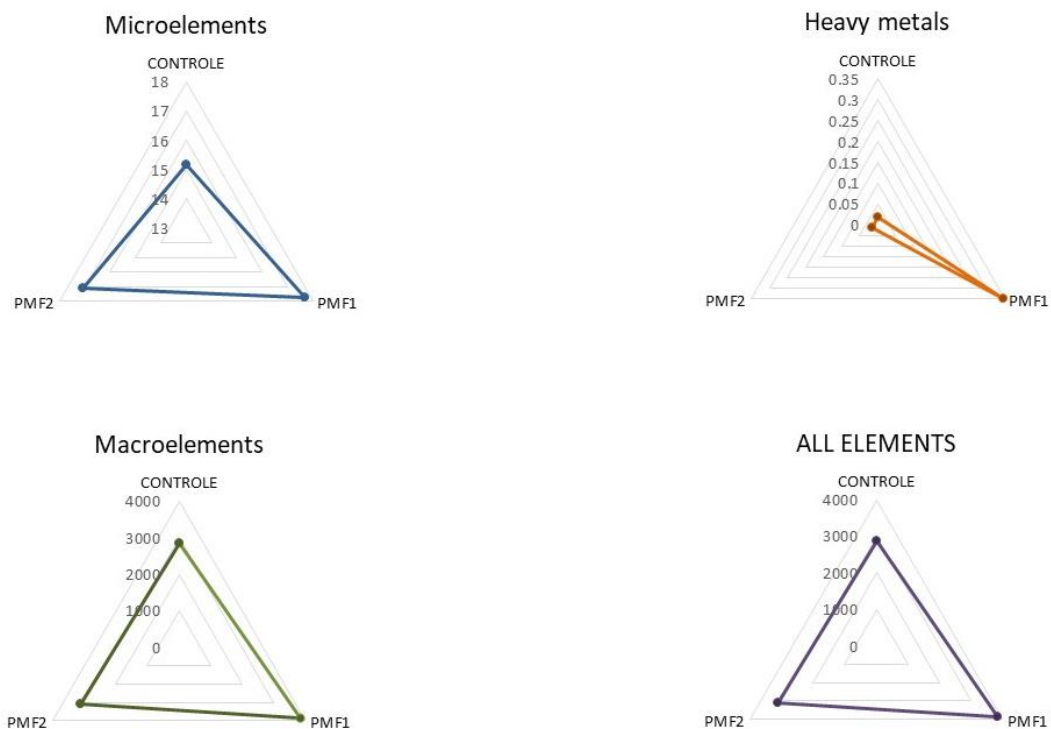 Microelements
CONTROLE
18
17
16
15
14
13
PMF2
PMF1
Heavy metals
CONTROLE
0.35
0.3
0.25
0.2
0.15
0.1
0.05
0
PMF2
PMF1
Macroelements
CONTROLE
4000
3000
2000
1000
0
PMF2
PMF1
ALL ELEMENTS
CONTROLE
4000
3000
2000
1000
0
PMF2
PMF1